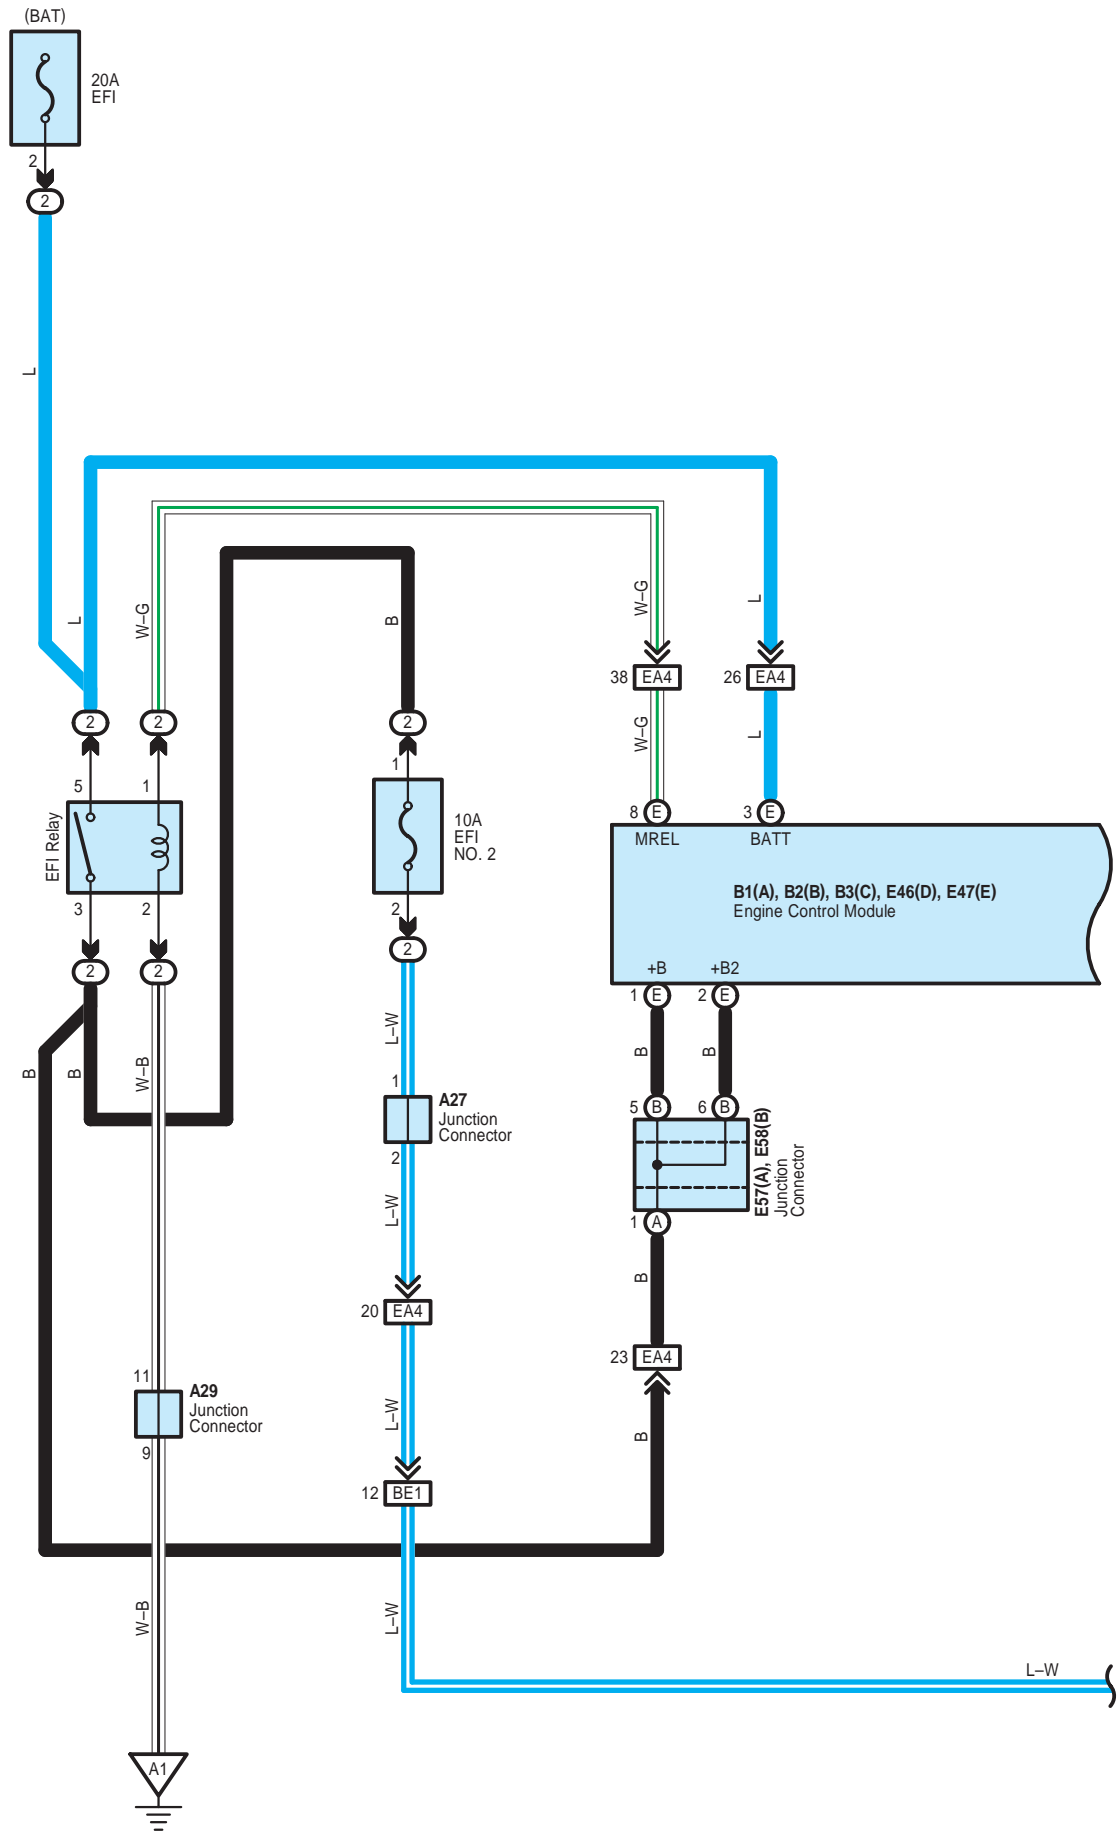 (BAT)
20A
EFI
2
2
L
L
W–G
B
W–G
L
38
EA4
26
EA4
2
2
2
W–G
L
1
5
1
EFI Relay
10A
EFI
NO. 2
8
E
3
E
MREL
BATT
B1(A), B2(B), B3(C), E46(D), E47(E)
Engine Control Module
3
2
2
2
2
2
+B
+B2
1
E
2
E
L–W
B
B
W–B
B
B
1
A27
Junction
Connector
2
5
B
6
B
E57(A), E58(B)
Junction
Connector
L–W
1
A
B
20
EA4
23
EA4
11
A29
Junction
Connector
9
L–W
B
12
BE1
W–B
L–W
L–W
A1